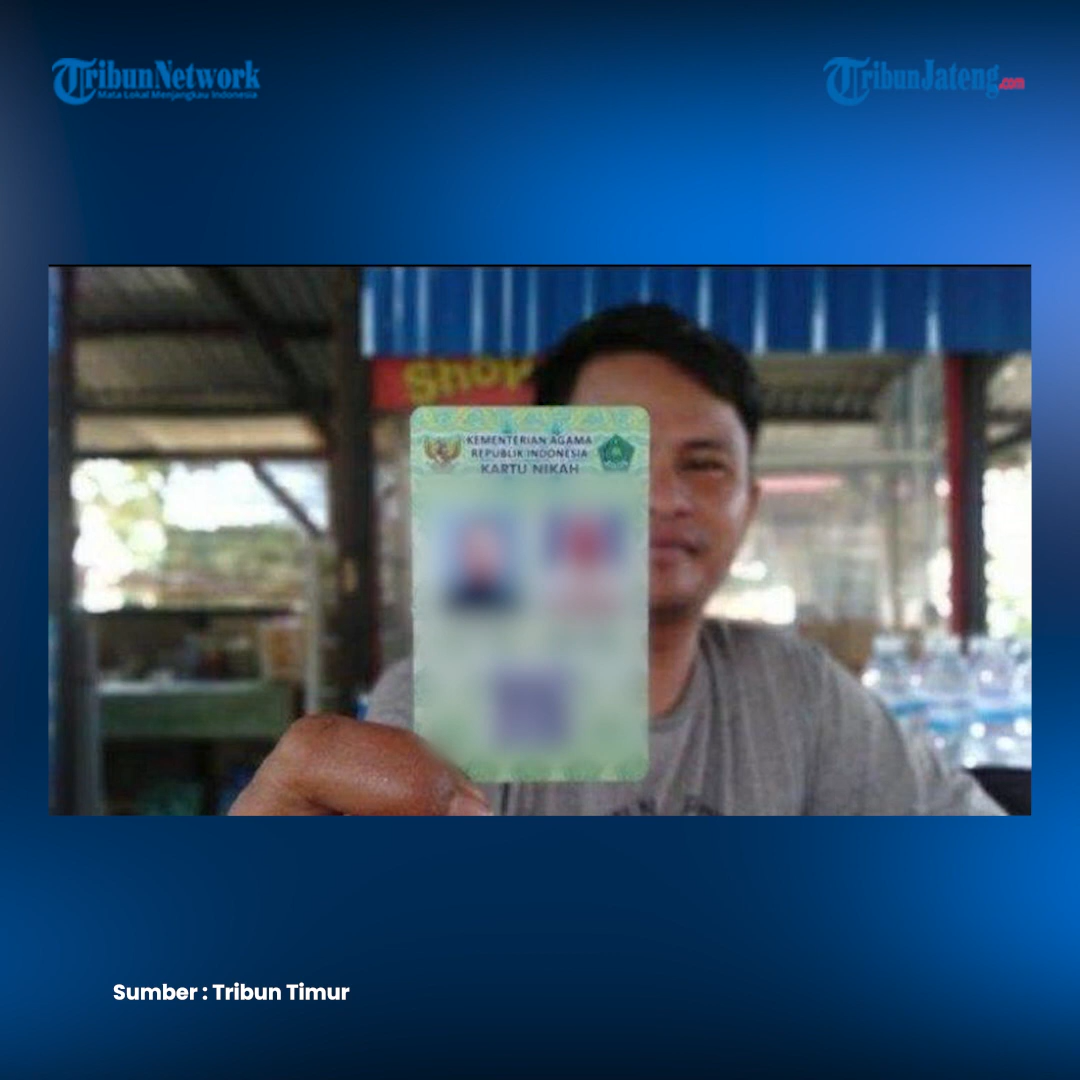 TribunNetwork
Mata Lokal Menjangkau Indonesia
TribunJateng.com
Shop
KEMENTERIAN AGAMA
REPUBLIK INDONESIA
KARTU NIKAH
Sumber : Tribun Timur